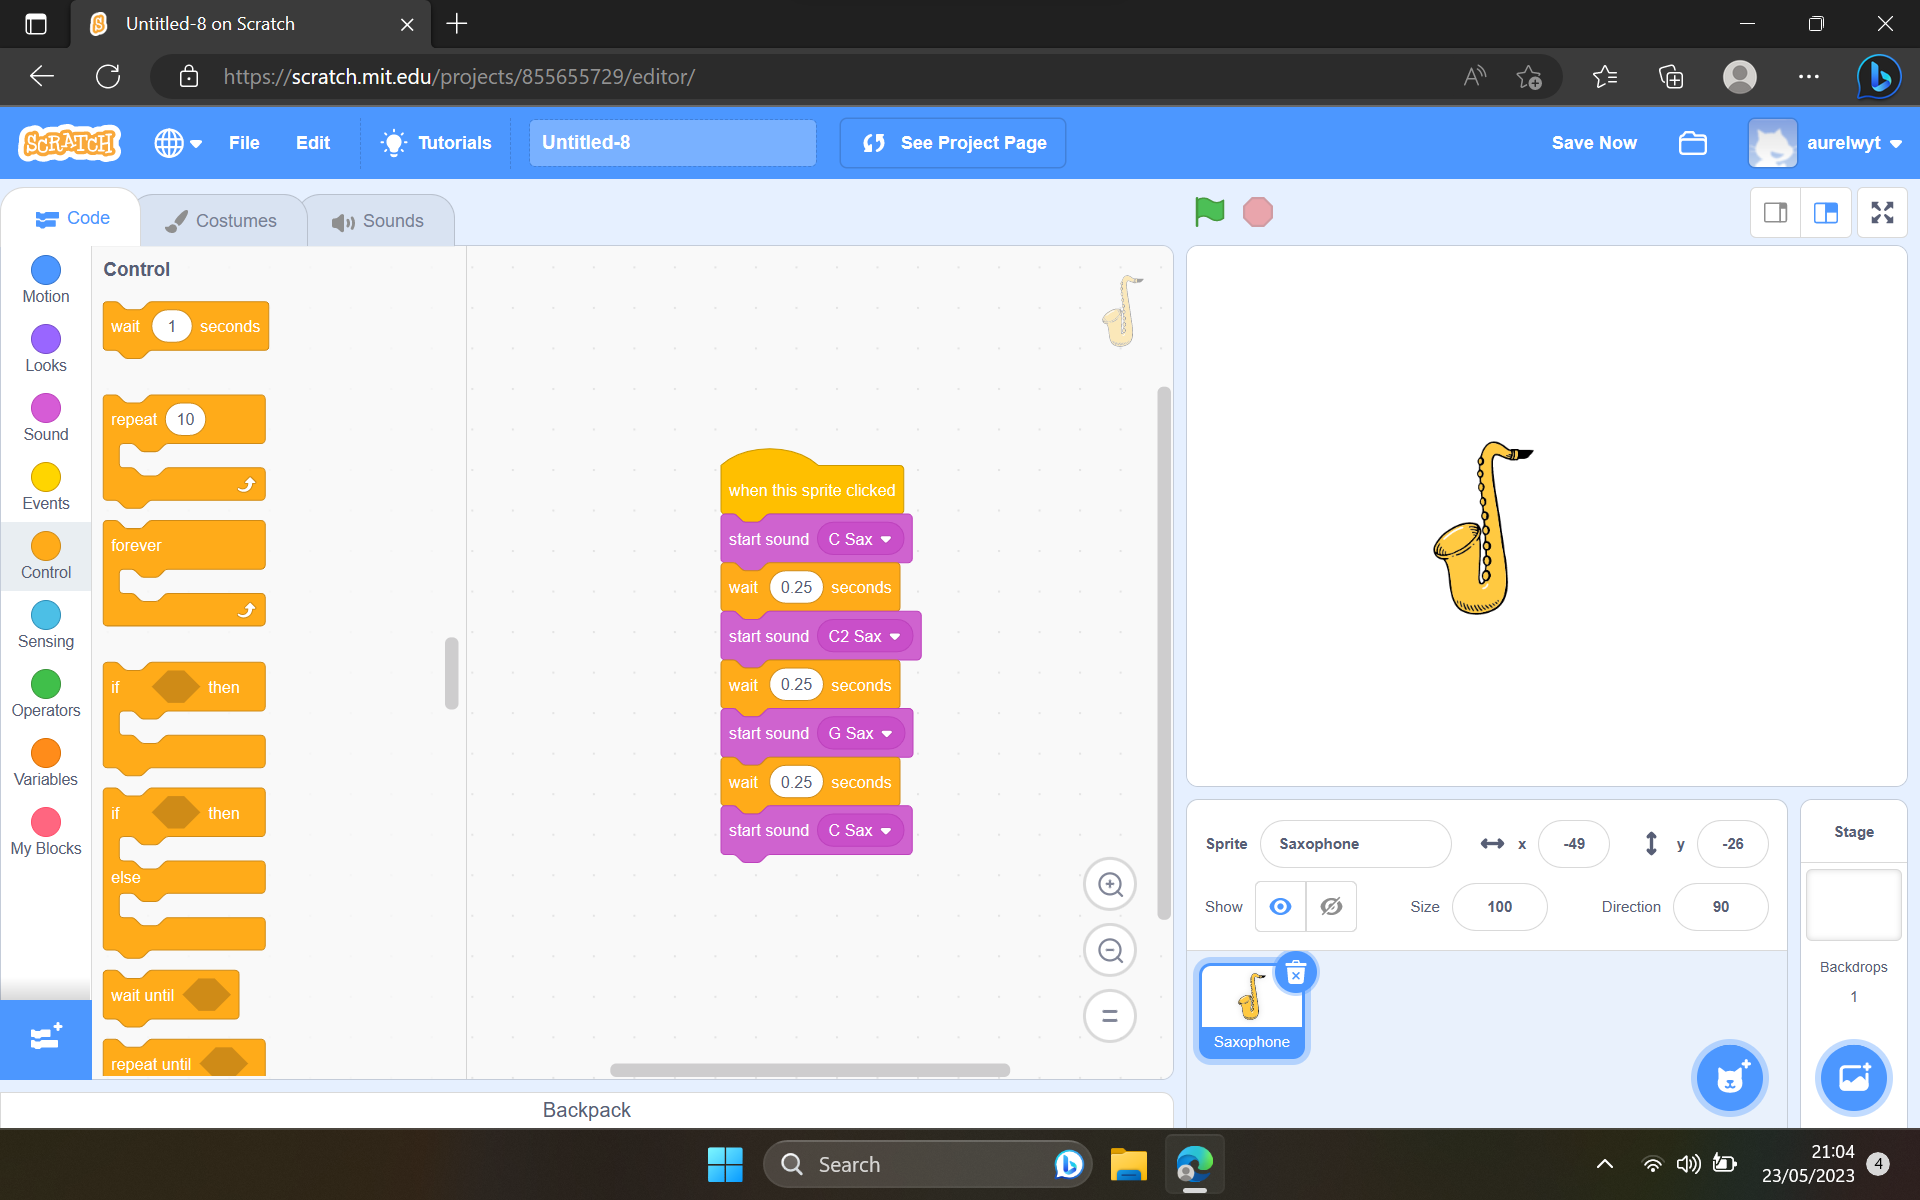 Untitled-8 on Scratch
https://scratch.mit.edu/projects/855655729/editor/
SCRATCH
File
Edit
Tutorials
Untitled-8
See Project Page
Save Now
aurelwyt
Code
Costumes
Sounds
Motion
Looks
Sound
Events
Control
Sensing
Operators
Variables
My Blocks
Control
wait 1 seconds
repeat 10
forever
if then
if then
else
wait until
repeat until
when this sprite clicked
start sound C Sax
wait 0.25 seconds
start sound C2 Sax
wait 0.25 seconds
start sound G Sax
wait 0.25 seconds
start sound C Sax
Backpack
Sprite Saxophone x -49 y -26
Show Size 100 Direction 90
Saxophone
Stage
Backdrops
1
Search
21:04
23/05/2023
4